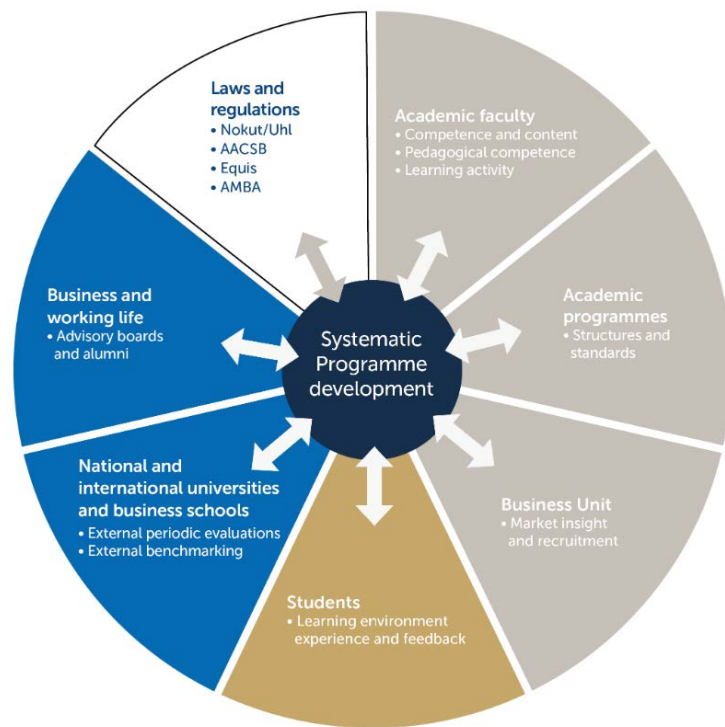 Laws and
regulations
• Nokut/Uhl
• AACSB
• Equis
• AMBA
Academic faculty
• Competence and content
• Pedagogical competence
• Learning activity
Academic
programmes
• Structures and
standards
Business Unit
• Market insight
and recruitment
Students
• Learning environment
experience and feedback
National and
international universities
and business schools
• External periodic evaluations
• External benchmarking
Business and
working life
• Advisory boards
and alumni
Systematic
Programme
development